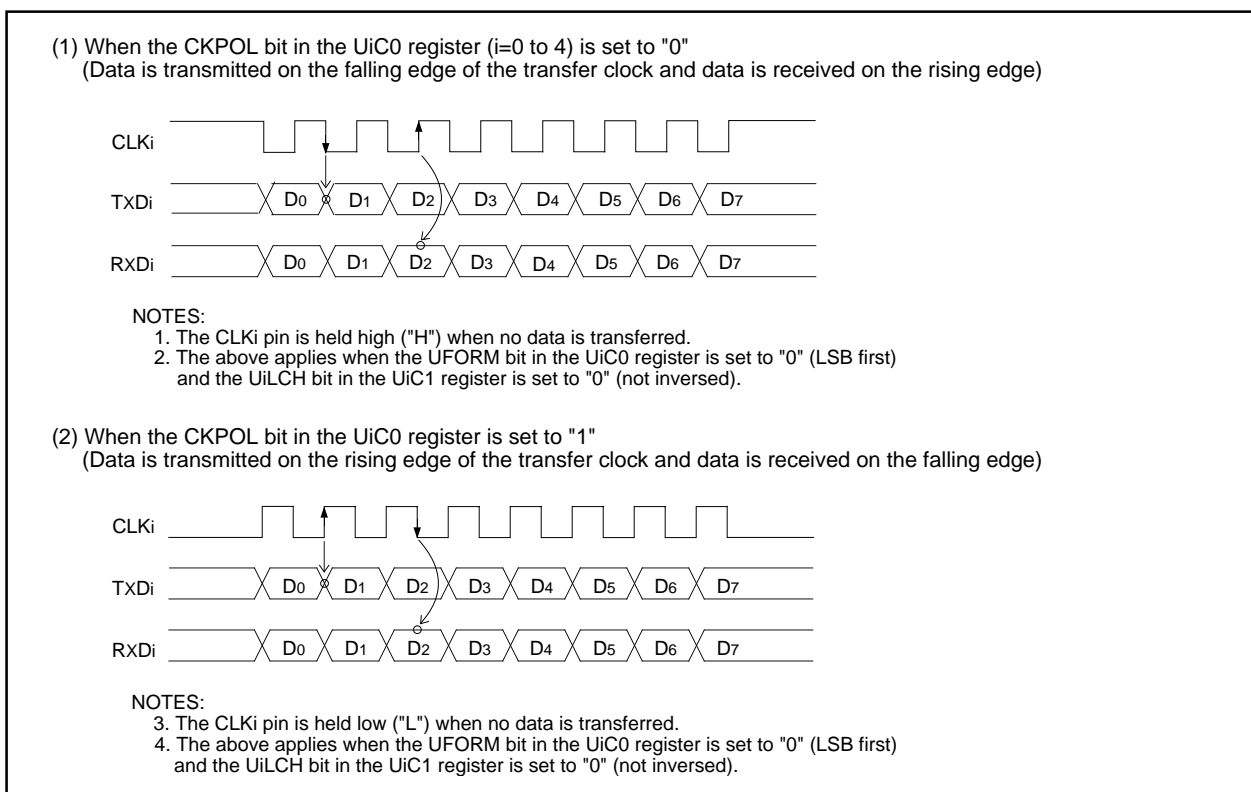 (1) When the CKPOL bit in the UiC0 register (i=0 to 4) is set to "0"
(Data is transmitted on the falling edge of the transfer clock and data is received on the rising edge)
CLKi
TXDi D0 D1 D2 D3 D4 D5 D6 D7
RXDi D0 D1 D2 D3 D4 D5 D6 D7
NOTES:
1. The CLKi pin is held high ("H") when no data is transferred.
2. The above applies when the UFORM bit in the UiC0 register is set to "0" (LSB first)
and the UiLCH bit in the UiC1 register is set to "0" (not inversed).
(2) When the CKPOL bit in the UiC0 register is set to "1"
(Data is transmitted on the rising edge of the transfer clock and data is received on the falling edge)
CLKi
TXDi D0 D1 D2 D3 D4 D5 D6 D7
RXDi D0 D1 D2 D3 D4 D5 D6 D7
NOTES:
3. The CLKi pin is held low ("L") when no data is transferred.
4. The above applies when the UFORM bit in the UiC0 register is set to "0" (LSB first)
and the UiLCH bit in the UiC1 register is set to "0" (not inversed).